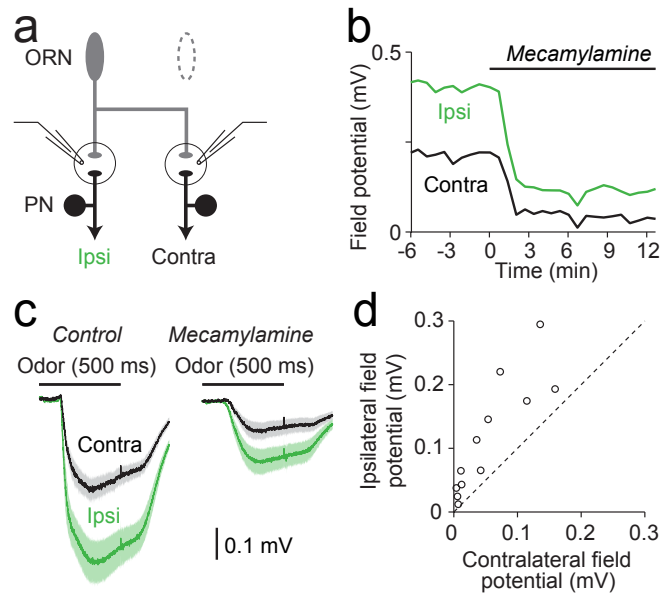 a
ORN
PN
Ipsi
Contra
b
Mecamylamine
0.5
0
Field potential (mV)
Ipsi
Contra
-6 -3 0 3 6 9 12
Time (min)
c
Control
Mecamylamine
Odor (500 ms)
Odor (500 ms)
Contra
Ipsi
0.1 mV
d
0.3
0.2
0.1
0
Ipsilateral field
potential (mV)
0 0.1 0.2 0.3
Contralateral field
potential (mV)